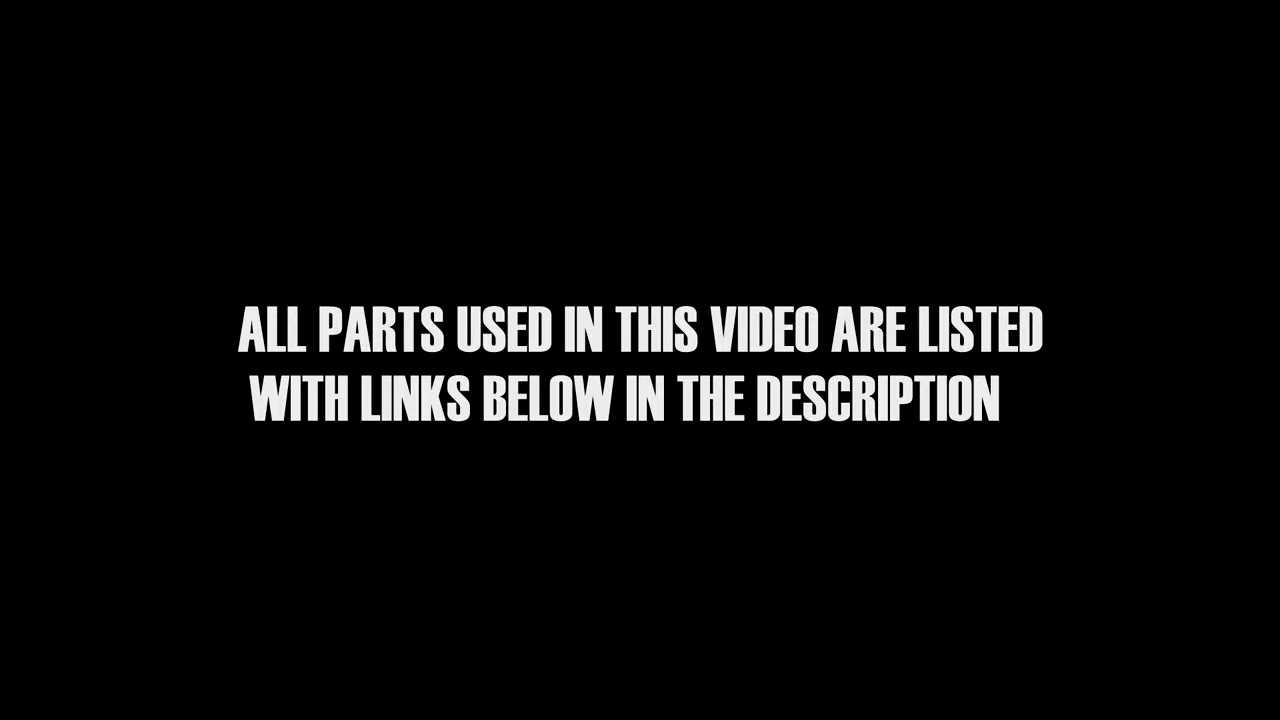 ALL PARTS USED IN THIS VIDEO ARE LISTED
WITH LINKS BELOW IN THE DESCRIPTION